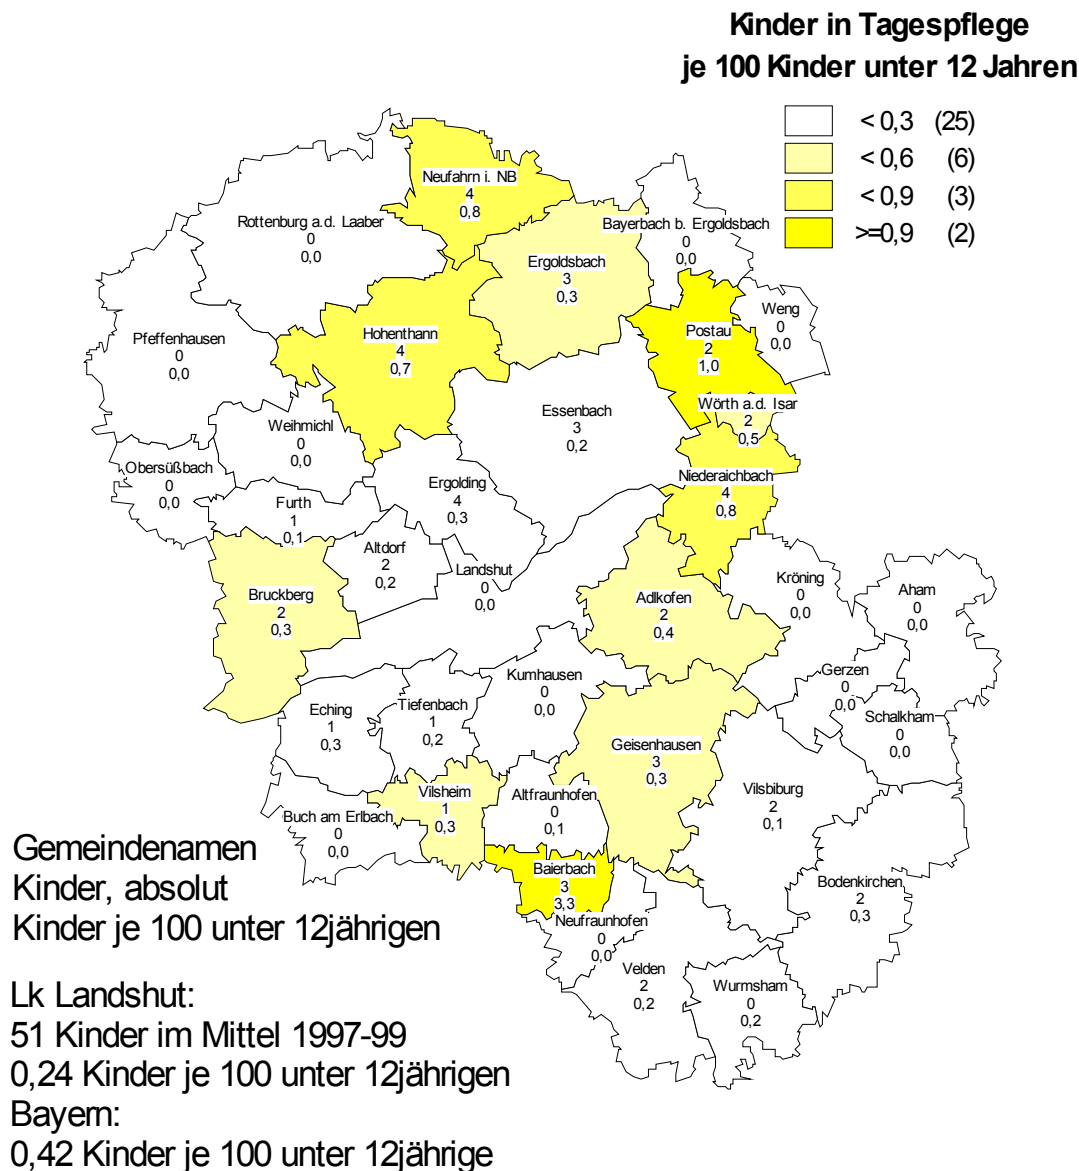 Kinder in Tagespflege
je 100 Kinder unter 12 Jahren
< 0,3 (25)
< 0,6 (6)
< 0,9 (3)
>=0,9 (2)
Neufahrn i. NB
4
0,8
Rottenburg a.d. Laaber
0
0,0
Bayerbach b. Ergoldsbach
0
0,0
Ergoldsbach
3
0,3
Weng
0
0,0
Pfeffenhausen
0
0,0
Hohenthann
4
0,7
Postau
2
1,0
Wörth a.d. Isar
2
0,5
Essenbach
3
0,2
Weihmichl
0
0,0
Obersüßbach
0
0,0
Ergolding
4
0,3
Niederaichbach
4
0,8
Furth
1
0,1
Altdorf
2
0,2
Landshut
0
0,0
Kröning
0
0,0
Aham
0
0,0
Bruckberg
2
0,3
Adlkofen
2
0,4
Gerzen
0
0,0
Kumhausen
0
0,0
Eching
1
0,3
Tiefenbach
1
0,2
Schalkham
0
0,0
Geisenhausen
3
0,3
Vilsheim
1
0,3
Altfraunhofen
0
0,1
Vilsbiburg
2
0,1
Buch am Erlbach
0
0,0
Baierbach
3
3,3
Bodenkirchen
2
0,3
Neufraunhofen
0
0,0
Velden
2
0,2
Wurmsham
0
0,2
Gemeindenamen
Kinder, absolut
Kinder je 100 unter 12jährigen
Lk Landshut:
51 Kinder im Mittel 1997-99
0,24 Kinder je 100 unter 12jährigen
Bayern:
0,42 Kinder je 100 unter 12jährige